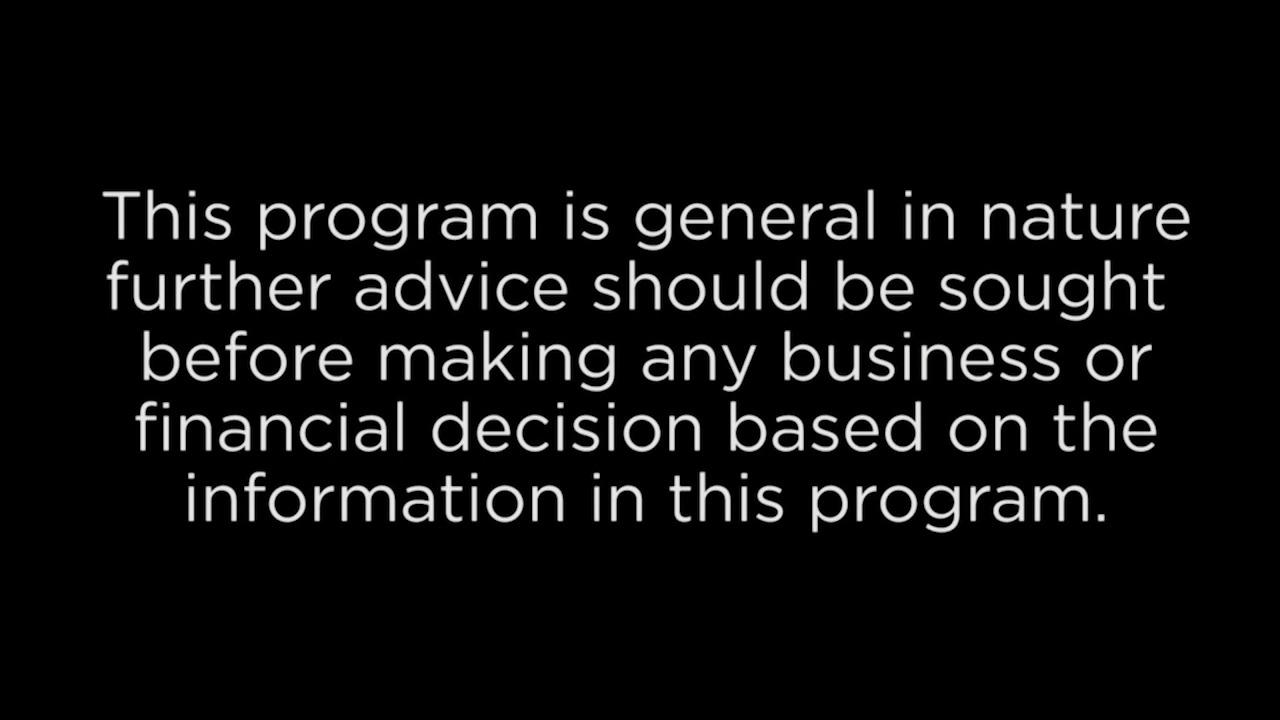 This program is general in nature
further advice should be sought
before making any business or
financial decision based on the
information in this program.